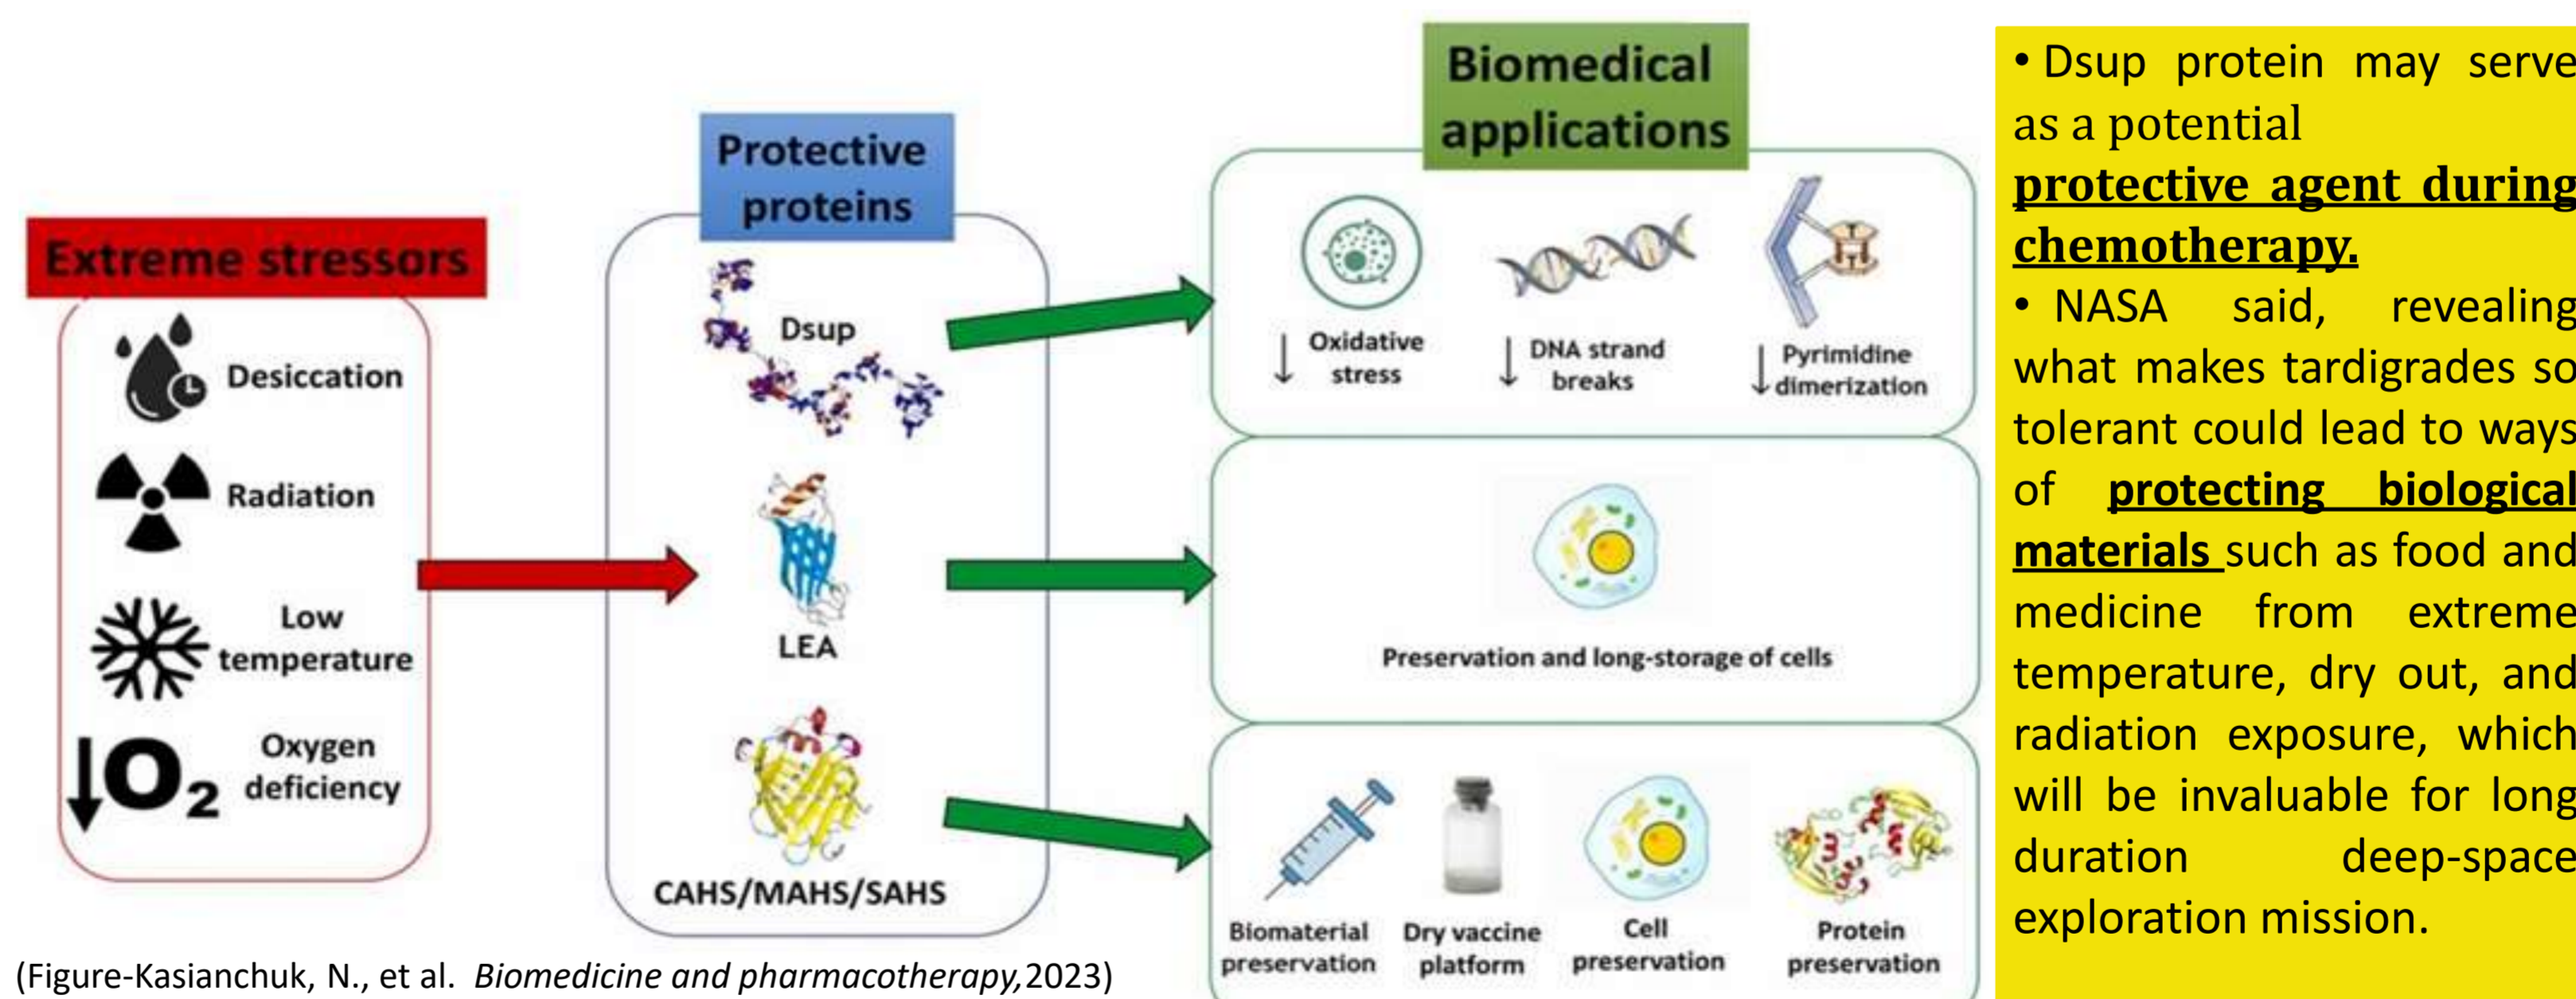 Extreme stressors
Desiccation
Radiation
Low
temperature
↓O₂
Oxygen
deficiency
Protective
proteins
Dsup
LEA
CAHS/MAHS/SAHS
Biomedical
applications
↓ Oxidative
stress
↓ DNA strand
breaks
↓ Pyrimidine
dimerization
Preservation and long-storage of cells
Biomaterial
preservation
Dry vaccine
platform
Cell
preservation
Protein
preservation
(Figure-Kasianchuk, N., et al. Biomedicine and pharmacotherapy,2023)
• Dsup protein may serve
as a potential
protective agent during
chemotherapy.
• NASA said, revealing
what makes tardigrades so
tolerant could lead to ways
of protecting biological
materials such as food and
medicine from extreme
temperature, dry out, and
radiation exposure, which
will be invaluable for long
duration deep-space
exploration mission.